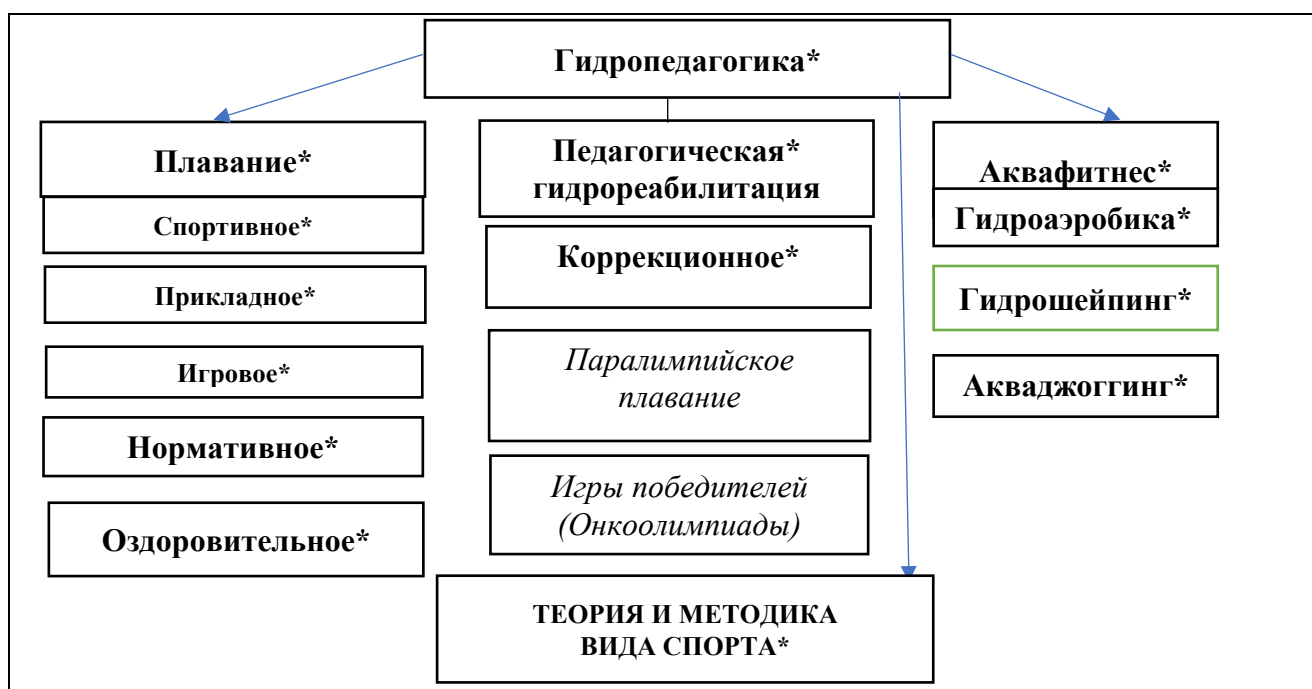 Гидропедагогика*
Плавание*
Спортивное*
Прикладное*
Игровое*
Нормативное*
Оздоровительное*
Педагогическая*
гидрореабилитация
Коррекционное*
Паралимпийское
плавание
Игры победителей
(Онкоолимпиады)
Аквафитнес*
Гидроаэробика*
Гидрошейпинг*
Акваджоггинг*
ТЕОРИЯ И МЕТОДИКА
ВИДА СПОРТА*